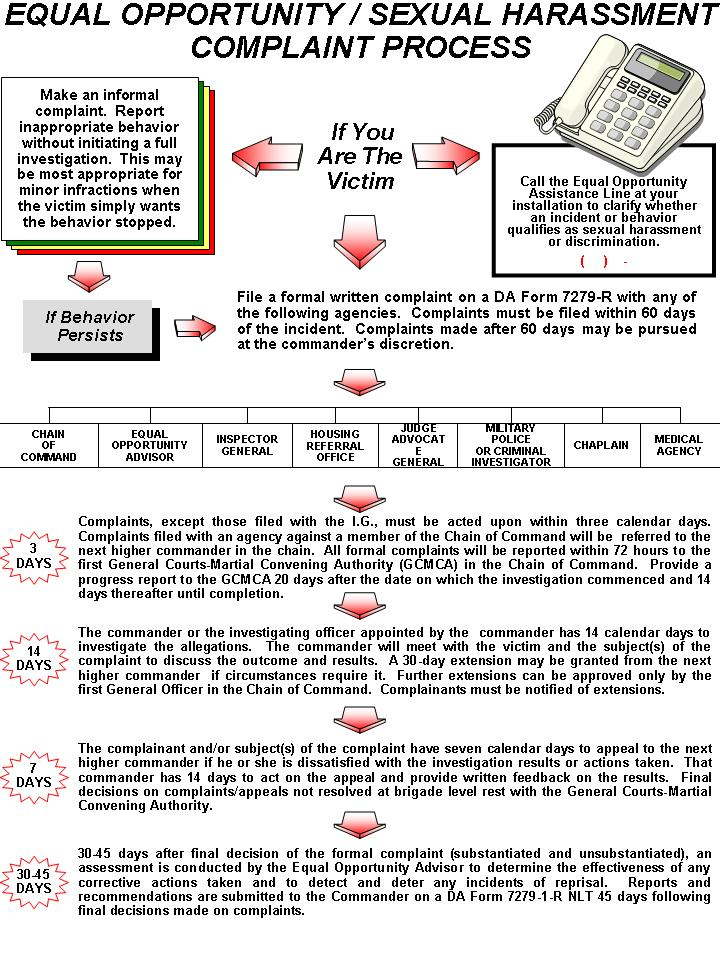 EQUAL OPPORTUNITY / SEXUAL HARASSMENT
COMPLAINT PROCESS
Make an informal
complaint. Report
inappropriate behavior
without initiating a full
investigation. This may
be most appropriate for
minor infractions when
the victim simply wants
the behavior stopped.
If You
Are The
Victim
Call the Equal Opportunity
Assistance Line at your
installation to clarify whether
an incident or behavior
qualifies as sexual harassment
or discrimination.
( ) -
If Behavior
Persists
File a formal written complaint on a DA Form 7279-R with any of
the following agencies. Complaints must be filed within 60 days
of the incident. Complaints made after 60 days may be pursued
at the commander's discretion.
CHAIN
OF
COMMAND
EQUAL
OPPORTUNITY
ADVISOR
INSPECTOR
GENERAL
HOUSING
REFERRAL
OFFICE
JUDGE
ADVOCAT
E
GENERAL
MILITARY
POLICE
OR CRIMINAL
INVESTIGATOR
CHAPLAIN
MEDICAL
AGENCY
3
DAYS
Complaints, except those filed with the I.G., must be acted upon within three calendar days.
Complaints filed with an agency against a member of the Chain of Command will be referred to the
next higher commander in the chain. All formal complaints will be reported within 72 hours to the
first General Courts-Martial Convening Authority (GCMCA) in the Chain of Command. Provide a
progress report to the GCMCA 20 days after the date on which the investigation commenced and 14
days thereafter until completion.
14
DAYS
The commander or the investigating officer appointed by the commander has 14 calendar days to
investigate the allegations. The commander will meet with the victim and the subject(s) of the
complaint to discuss the outcome and results. A 30-day extension may be granted from the next
higher commander if circumstances require it. Further extensions can be approved only by the
first General Officer in the Chain of Command. Complainants must be notified of extensions.
7
DAYS
The complainant and/or subject(s) of the complaint have seven calendar days to appeal to the next
higher commander if he or she is dissatisfied with the investigation results or actions taken. That
commander has 14 days to act on the appeal and provide written feedback on the results. Final
decisions on complaints/appeals not resolved at brigade level rest with the General Courts-Martial
Convening Authority.
30-45
DAYS
30-45 days after final decision of the formal complaint (substantiated and unsubstantiated), an
assessment is conducted by the Equal Opportunity Advisor to determine the effectiveness of any
corrective actions taken and to detect and deter any incidents of reprisal. Reports and
recommendations are submitted to the Commander on a DA Form 7279-1-R NLT 45 days following
final decisions made on complaints.